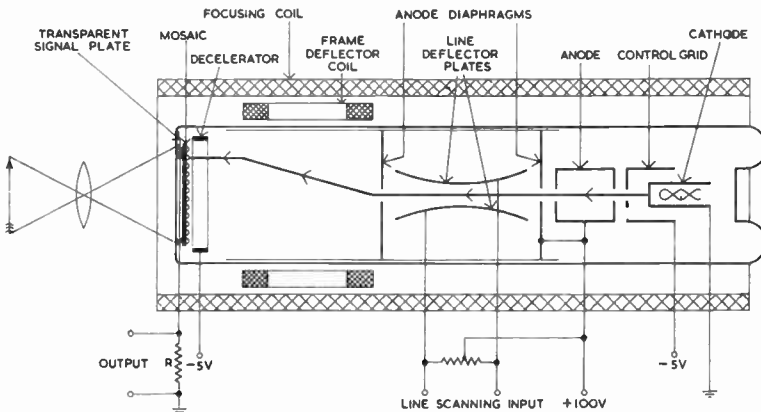 FOCUSING COIL
ANODE DIAPHRAGMS
CATHODE
TRANSPARENT
SIGNAL PLATE
MOSAIC
FRAME
DEFLECTOR
COIL
LINE
DEFLECTOR
PLATES
ANODE
CONTROL GRID
DECELERATOR
OUTPUT
R
-5V
LINE SCANNING INPUT
+100V
-5V